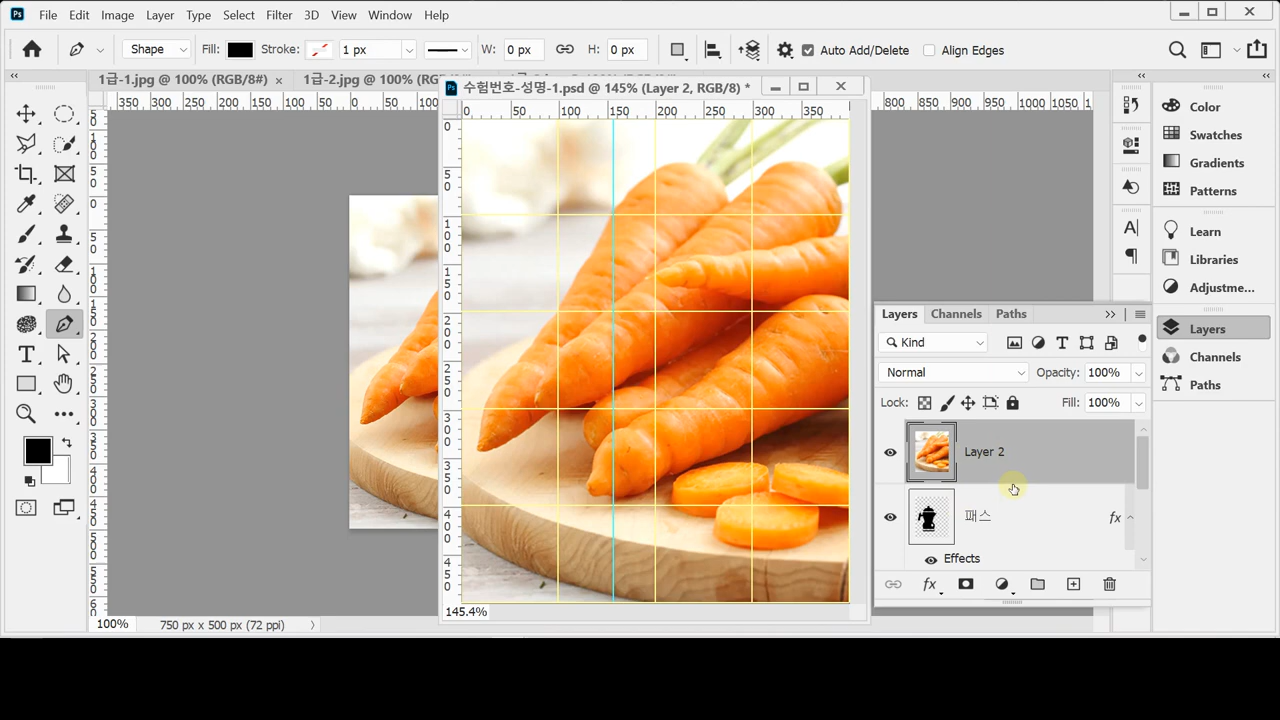 File Edit Image Layer Type Select Filter 3D View Window Help
Shape Fill: Stroke: 1 px W: 0 px H: 0 px Auto Add/Delete Align Edges
1급-1.jpg @ 100% (RGB/8#) × 1급-2.jpg @ 100%
수험번호-성명-1.psd @ 145% (Layer 2, RGB/8) *
350 300 250 200 150 100 50 0 50 100
0 50 100 150 200 250 300 350
800 850 900 950 1000 1050
Color
Swatches
Gradients
Patterns
Learn
Libraries
Adjustme...
Layers
Channels
Paths
Layers Channels Paths
Kind
Normal Opacity: 100%
Lock: Fill: 100%
Layer 2
패스 fx
Effects
fx
145.4%
100% 750 px x 500 px (72 ppi)